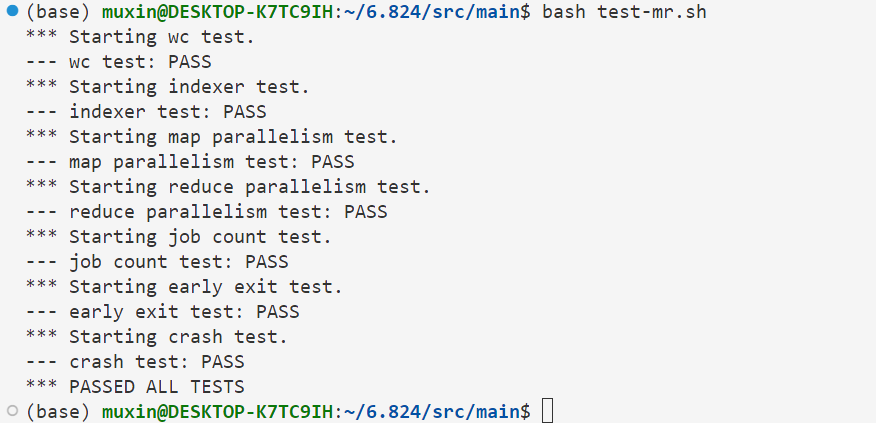 (base) muxin@DESKTOP-K7TC9IH:~/6.824/src/main$ bash test-mr.sh
*** Starting wc test.
--- wc test: PASS
*** Starting indexer test.
--- indexer test: PASS
*** Starting map parallelism test.
--- map parallelism test: PASS
*** Starting reduce parallelism test.
--- reduce parallelism test: PASS
*** Starting job count test.
--- job count test: PASS
*** Starting early exit test.
--- early exit test: PASS
*** Starting crash test.
--- crash test: PASS
*** PASSED ALL TESTS
(base) muxin@DESKTOP-K7TC9IH:~/6.824/src/main$